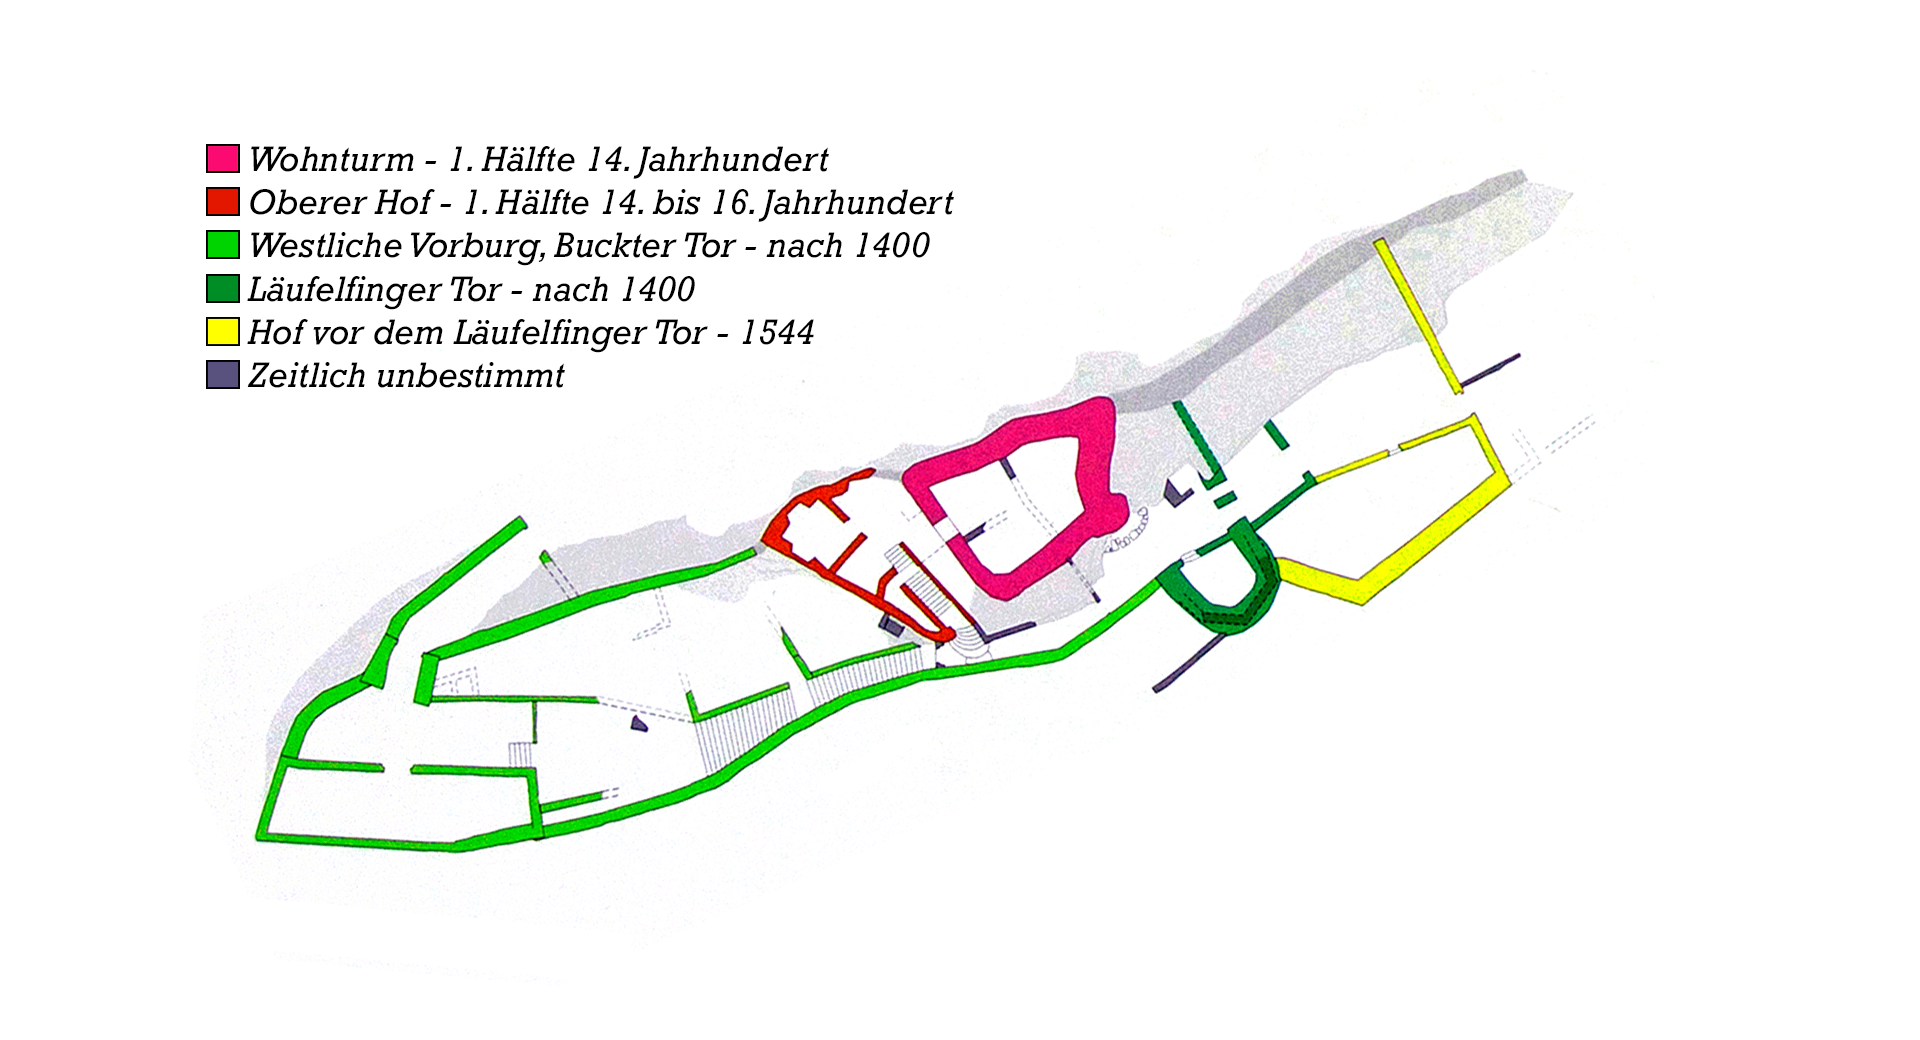 Wohnturm - 1. Hälfte 14. Jahrhundert
Oberer Hof - 1. Hälfte 14. bis 16. Jahrhundert
Westliche Vorburg, Buckter Tor - nach 1400
Läufelfinger Tor - nach 1400
Hof vor dem Läufelfinger Tor - 1544
Zeitlich unbestimmt